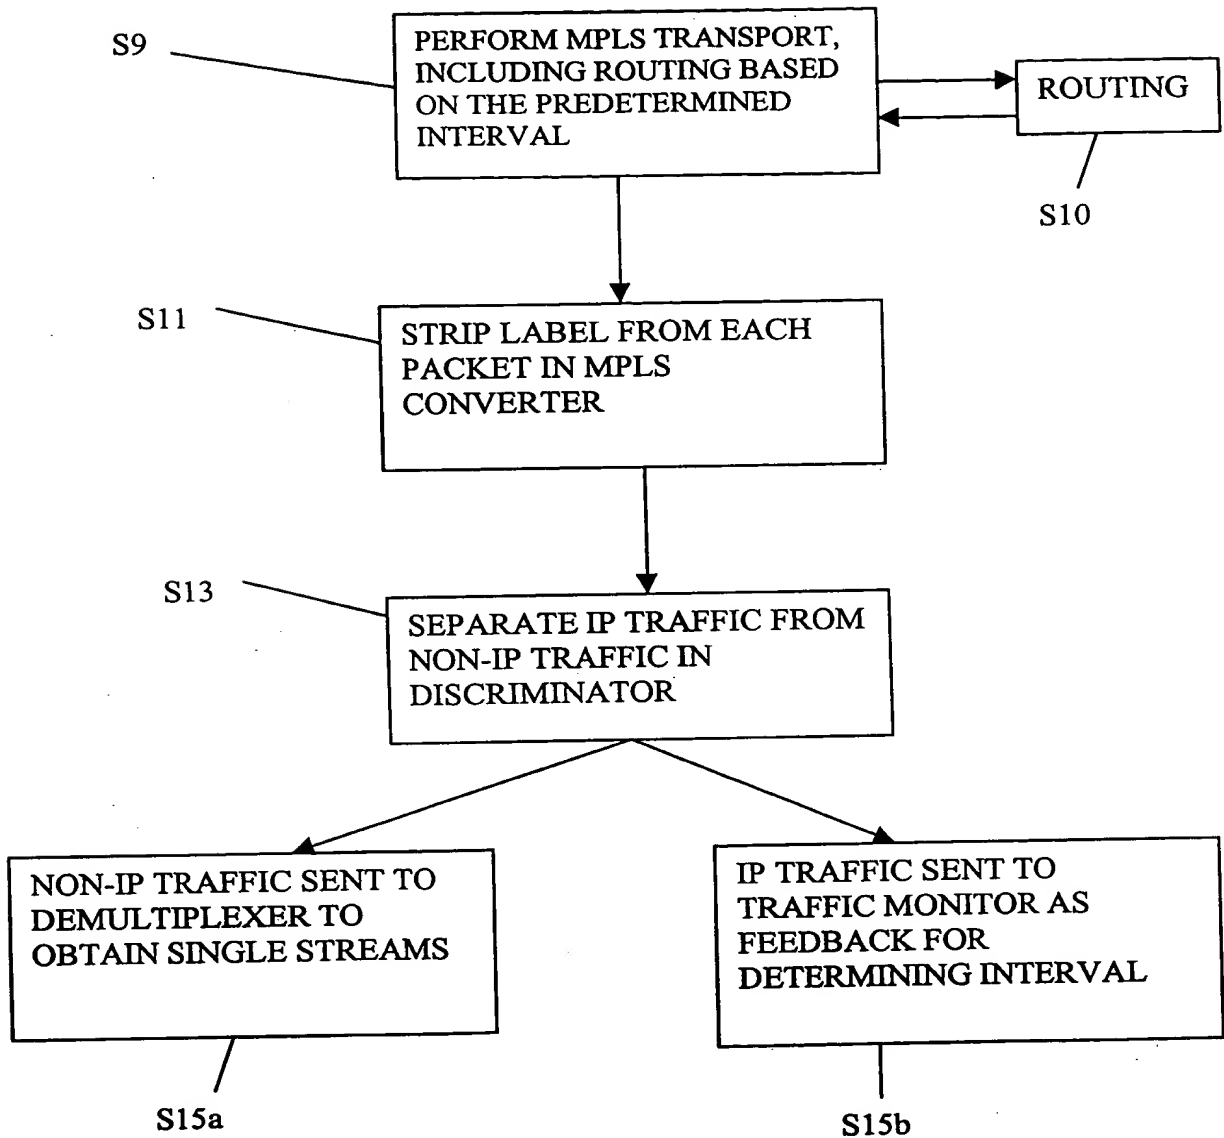 S9
PERFORM MPLS TRANSPORT,
INCLUDING ROUTING BASED
ON THE PREDETERMINED
INTERVAL
ROUTING
S10
S11
STRIP LABEL FROM EACH
PACKET IN MPLS
CONVERTER
S13
SEPARATE IP TRAFFIC FROM
NON-IP TRAFFIC IN
DISCRIMINATOR
NON-IP TRAFFIC SENT TO
DEMULTIPLEXER TO
OBTAIN SINGLE STREAMS
S15a
IP TRAFFIC SENT TO
TRAFFIC MONITOR AS
FEEDBACK FOR
DETERMINING INTERVAL
S15b